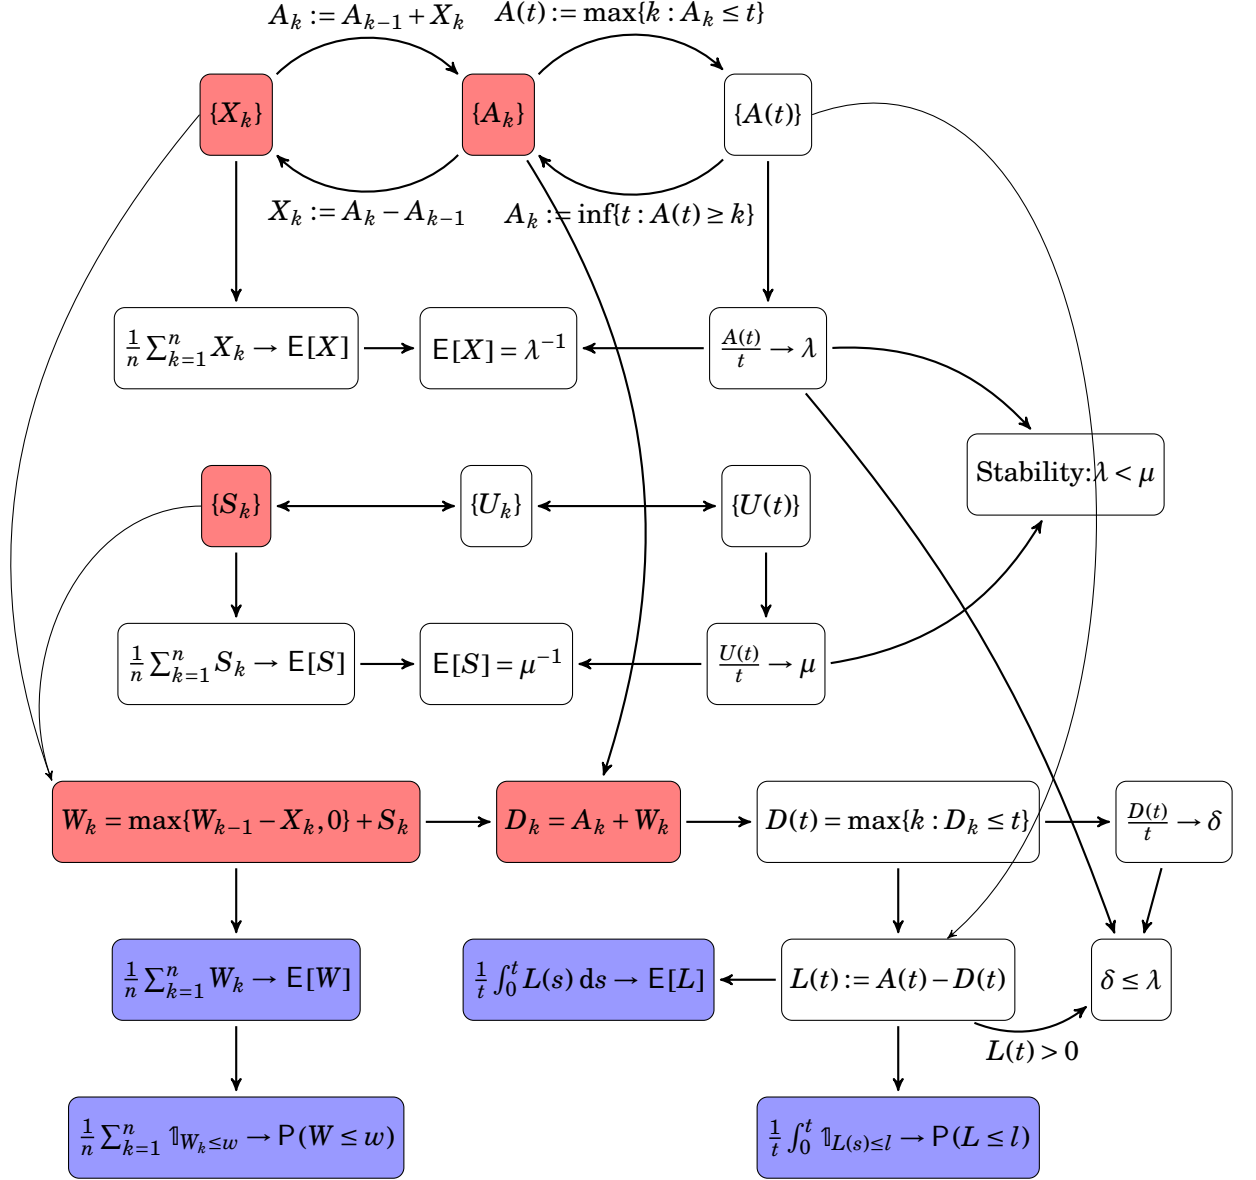 A_k := A_{k−1} + X_k
A(t) := max{k : A_k ≤ t}
{X_k}
{A_k}
{A(t)}
X_k := A_k − A_{k−1}
A_k := inf{t : A(t) ≥ k}
1/n ∑_{k=1}^n X_k → E[X]
E[X] = λ^{−1}
A(t)/t → λ
Stability: λ < μ
{S_k}
{U_k}
{U(t)}
1/n ∑_{k=1}^n S_k → E[S]
E[S] = μ^{−1}
U(t)/t → μ
W_k = max{W_{k−1} − X_k, 0} + S_k
D_k = A_k + W_k
D(t) = max{k : D_k ≤ t}
D(t)/t → δ
1/n ∑_{k=1}^n W_k → E[W]
1/t ∫_0^t L(s) ds → E[L]
L(t) := A(t) − D(t)
δ ≤ λ
L(t) > 0
1/n ∑_{k=1}^n 𝟙_{W_k ≤ w} → P(W ≤ w)
1/t ∫_0^t 𝟙_{L(s) ≤ l} → P(L ≤ l)